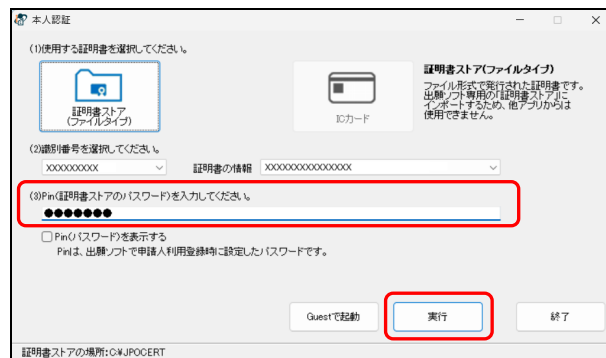 本人認証
(1)使用する証明書を選択してください。
証明書ストア
(ファイルタイプ)
ICカード
証明書ストア(ファイルタイプ)
ファイル形式で発行された証明書です。
出願ソフト専用の「証明書ストア」に
インポートするため、他アプリからは
使用できません。
(2)識別番号を選択してください。
XXXXXXXXX
証明書の情報
XXXXXXXXXXXXXXX
(3)Pin(証明書ストアのパスワード)を入力してください。
●●●●●●●
Pin(パスワード)を表示する
Pinは、出願ソフトで申請人利用登録時に設定したパスワードです。
Guestで起動
実行
終了
証明書ストアの場所:C:¥JPOCERT